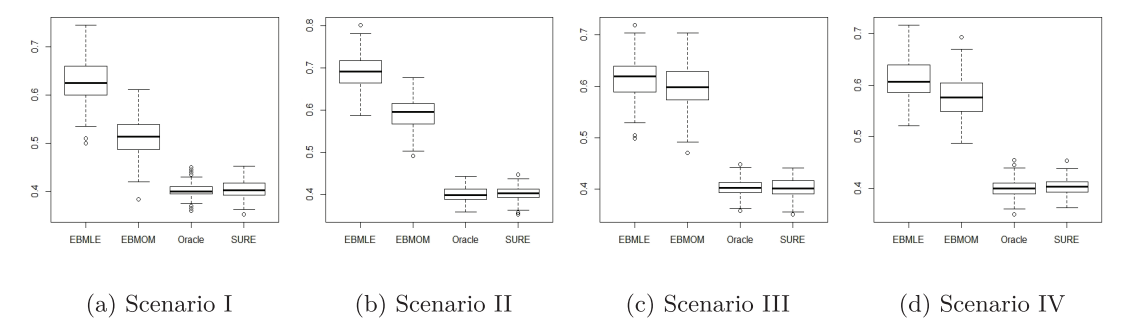 0.4 0.5 0.6 0.7
EBMLE EBMOM Oracle SURE
(a) Scenario I
0.4 0.5 0.6 0.7 0.8
EBMLE EBMOM Oracle SURE
(b) Scenario II
0.4 0.5 0.6 0.7
EBMLE EBMOM Oracle SURE
(c) Scenario III
0.4 0.5 0.6 0.7
EBMLE EBMOM Oracle SURE
(d) Scenario IV